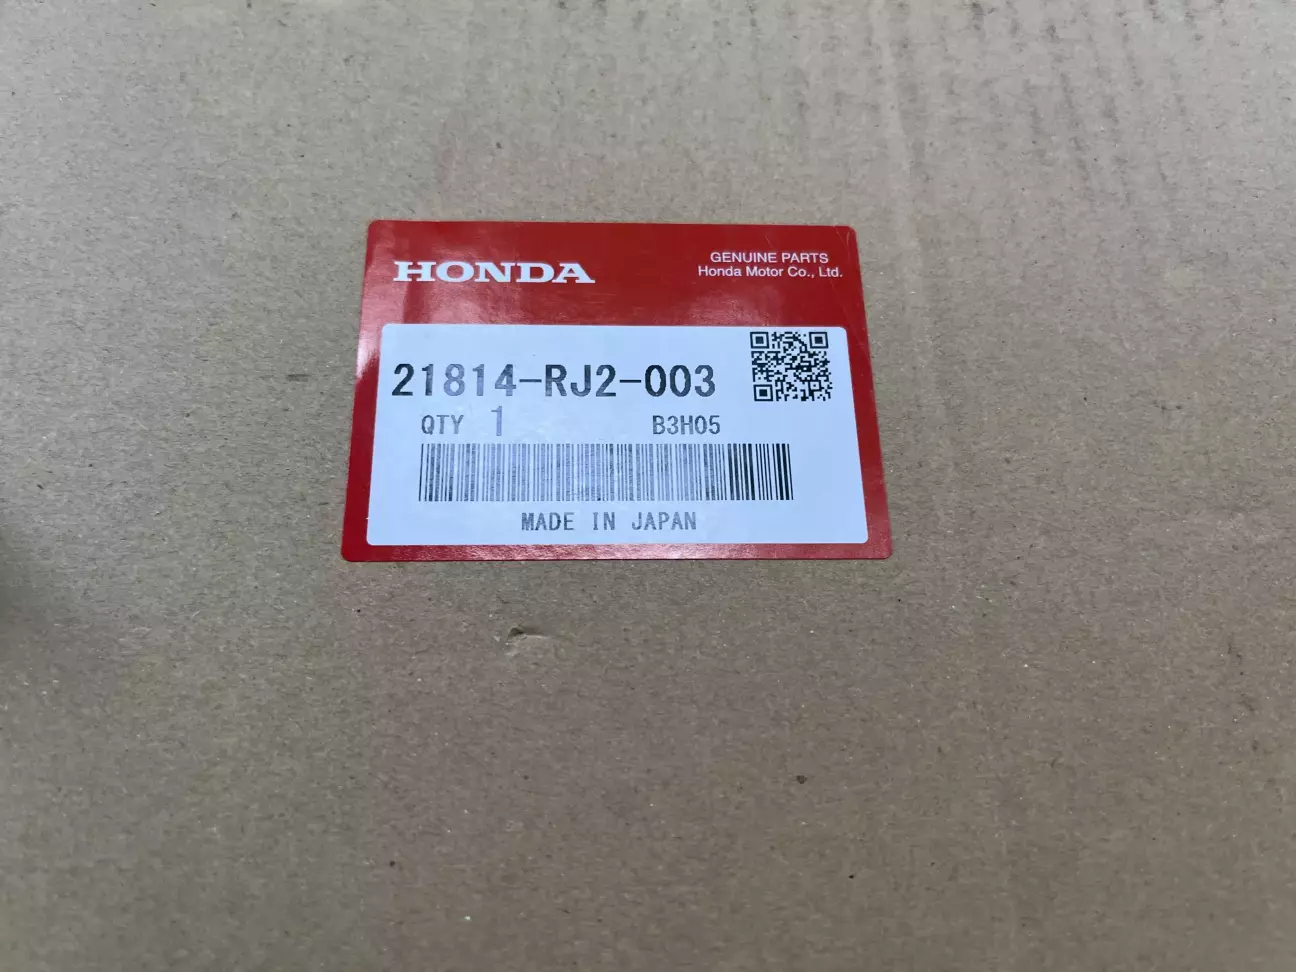 HONDA
GENUINE PARTS
Honda Motor Co., Ltd.
21814-RJ2-003
QTY 1 B3H05
MADE IN JAPAN